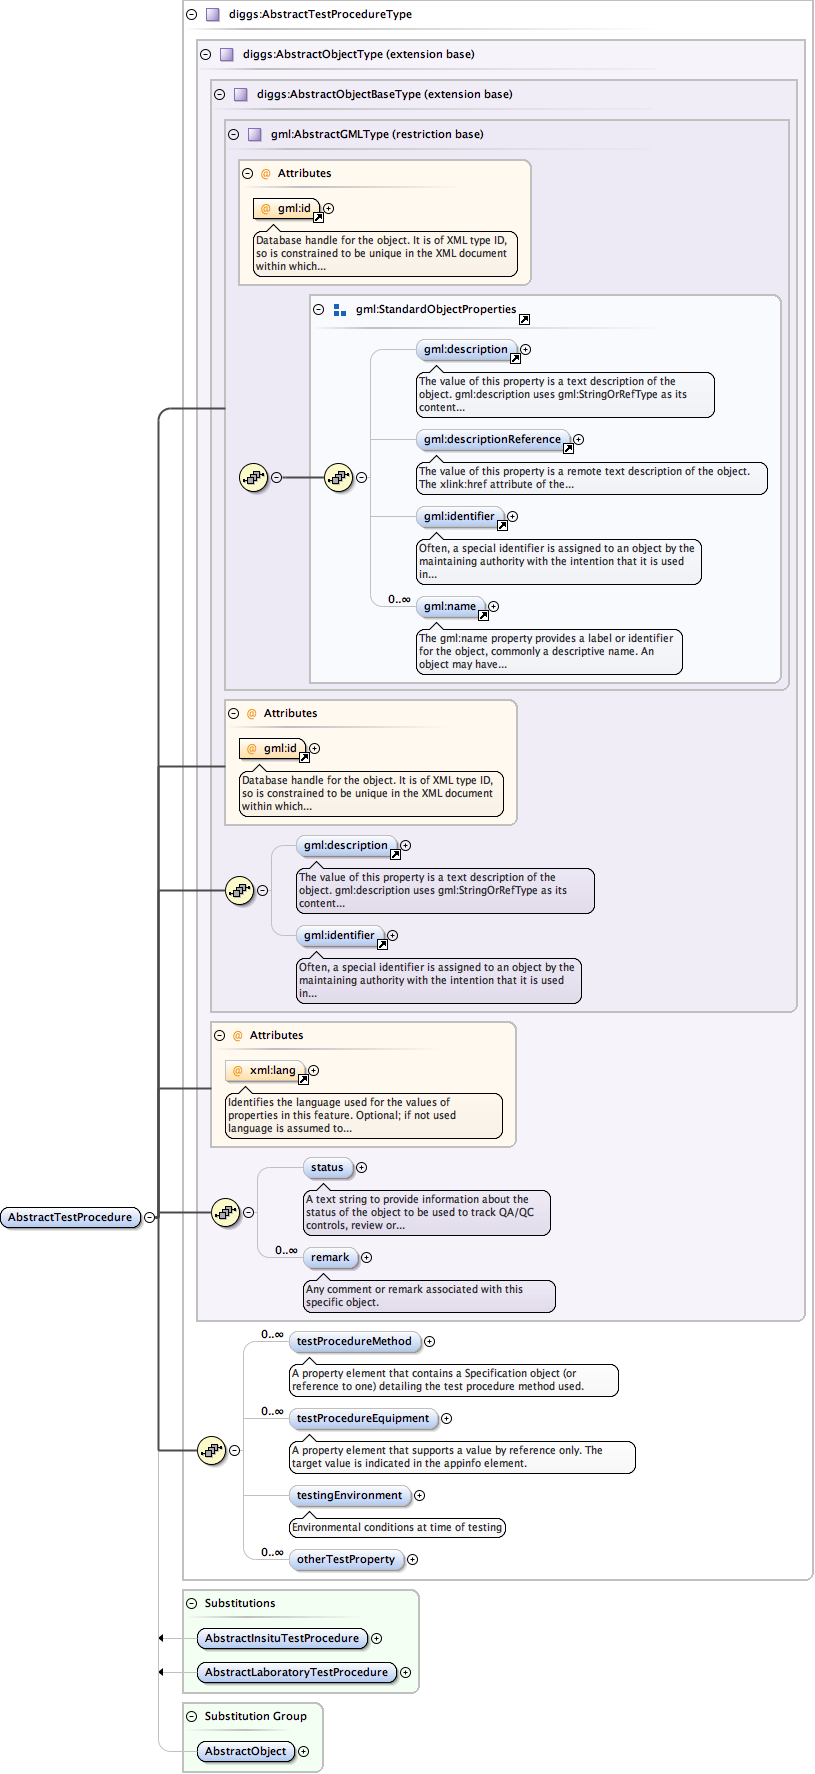 diggs:AbstractTestProcedureType
diggs:AbstractObjectType (extension base)
diggs:AbstractObjectBaseType (extension base)
gml:AbstractGMLType (restriction base)
@ Attributes
@ gml:id
Database handle for the object. It is of XML type ID,
so is constrained to be unique in the XML document
within which...
gml:StandardObjectProperties
gml:description
The value of this property is a text description of the
object. gml:description uses gml:StringOrRefType as its
content...
gml:descriptionReference
The value of this property is a remote text description of the object.
The xlink:href attribute of the...
gml:identifier
Often, a special identifier is assigned to an object by the
maintaining authority with the intention that it is used
in...
0..∞
gml:name
The gml:name property provides a label or identifier
for the object, commonly a descriptive name. An
object may have...
@ Attributes
@ gml:id
Database handle for the object. It is of XML type ID,
so is constrained to be unique in the XML document
within which...
gml:description
The value of this property is a text description of the
object. gml:description uses gml:StringOrRefType as its
content...
gml:identifier
Often, a special identifier is assigned to an object by the
maintaining authority with the intention that it is used
in...
@ Attributes
@ xml:lang
Identifies the language used for the values of
properties in this feature. Optional; if not used
language is assumed to...
status
A text string to provide information about the
status of the object to be used to track QA/QC
controls, review or...
AbstractTestProcedure
0..∞
remark
Any comment or remark associated with this
specific object.
0..∞
testProcedureMethod
A property element that contains a Specification object (or
reference to one) detailing the test procedure method used.
0..∞
testProcedureEquipment
A property element that supports a value by reference only. The
target value is indicated in the appinfo element.
testingEnvironment
Environmental conditions at time of testing
0..∞
otherTestProperty
Substitutions
AbstractInsituTestProcedure
AbstractLaboratoryTestProcedure
Substitution Group
AbstractObject